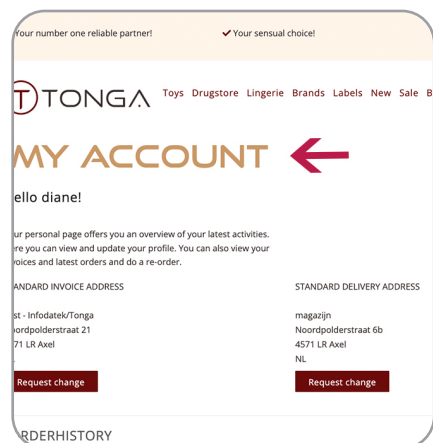 Your number one reliable partner! ✓ Your sensual choice!
TONGA Toys Drugstore Lingerie Brands Labels New Sale B
MY ACCOUNT
ello diane!
ur personal page offers you an overview of your latest activities.
ere you can view and update your profile. You can also view your
voices and latest orders and do a re-order.
ANDARD INVOICE ADDRESS
st - Infodatek/Tonga
ordpolderstraat 21
71 LR Axel
Request change
STANDARD DELIVERY ADDRESS
magazijn
Noordpolderstraat 6b
4571 LR Axel
NL
Request change
RDERHISTORY